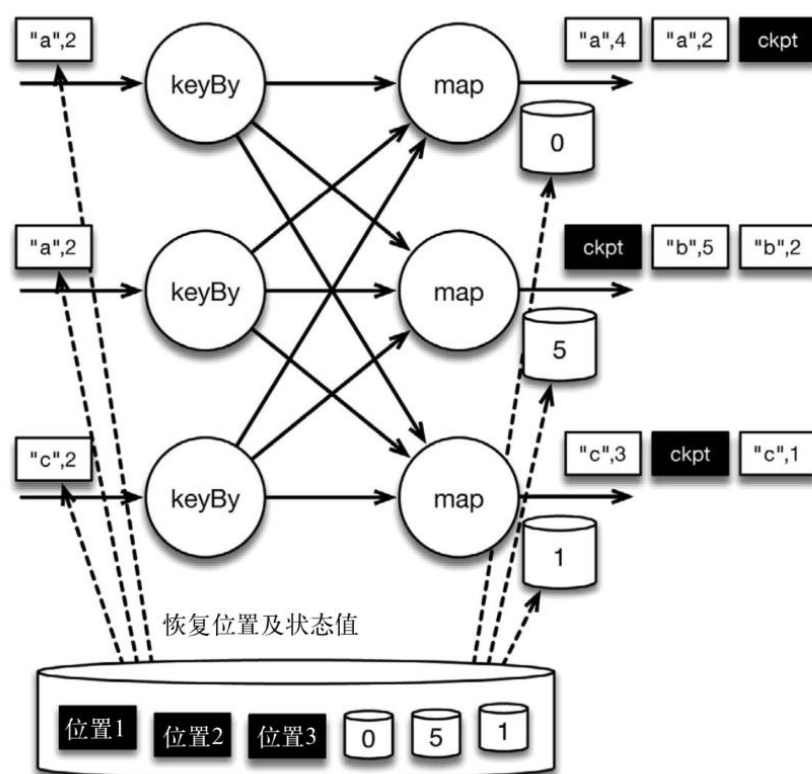 "a",2
"a",4 "a",2 ckpt
keyBy
map
0
"a",2
ckpt "b",5 "b",2
keyBy
map
5
"c",2
"c",3 ckpt "c",1
keyBy
map
1
恢复位置及状态值
位置1 位置2 位置3 0 5 1